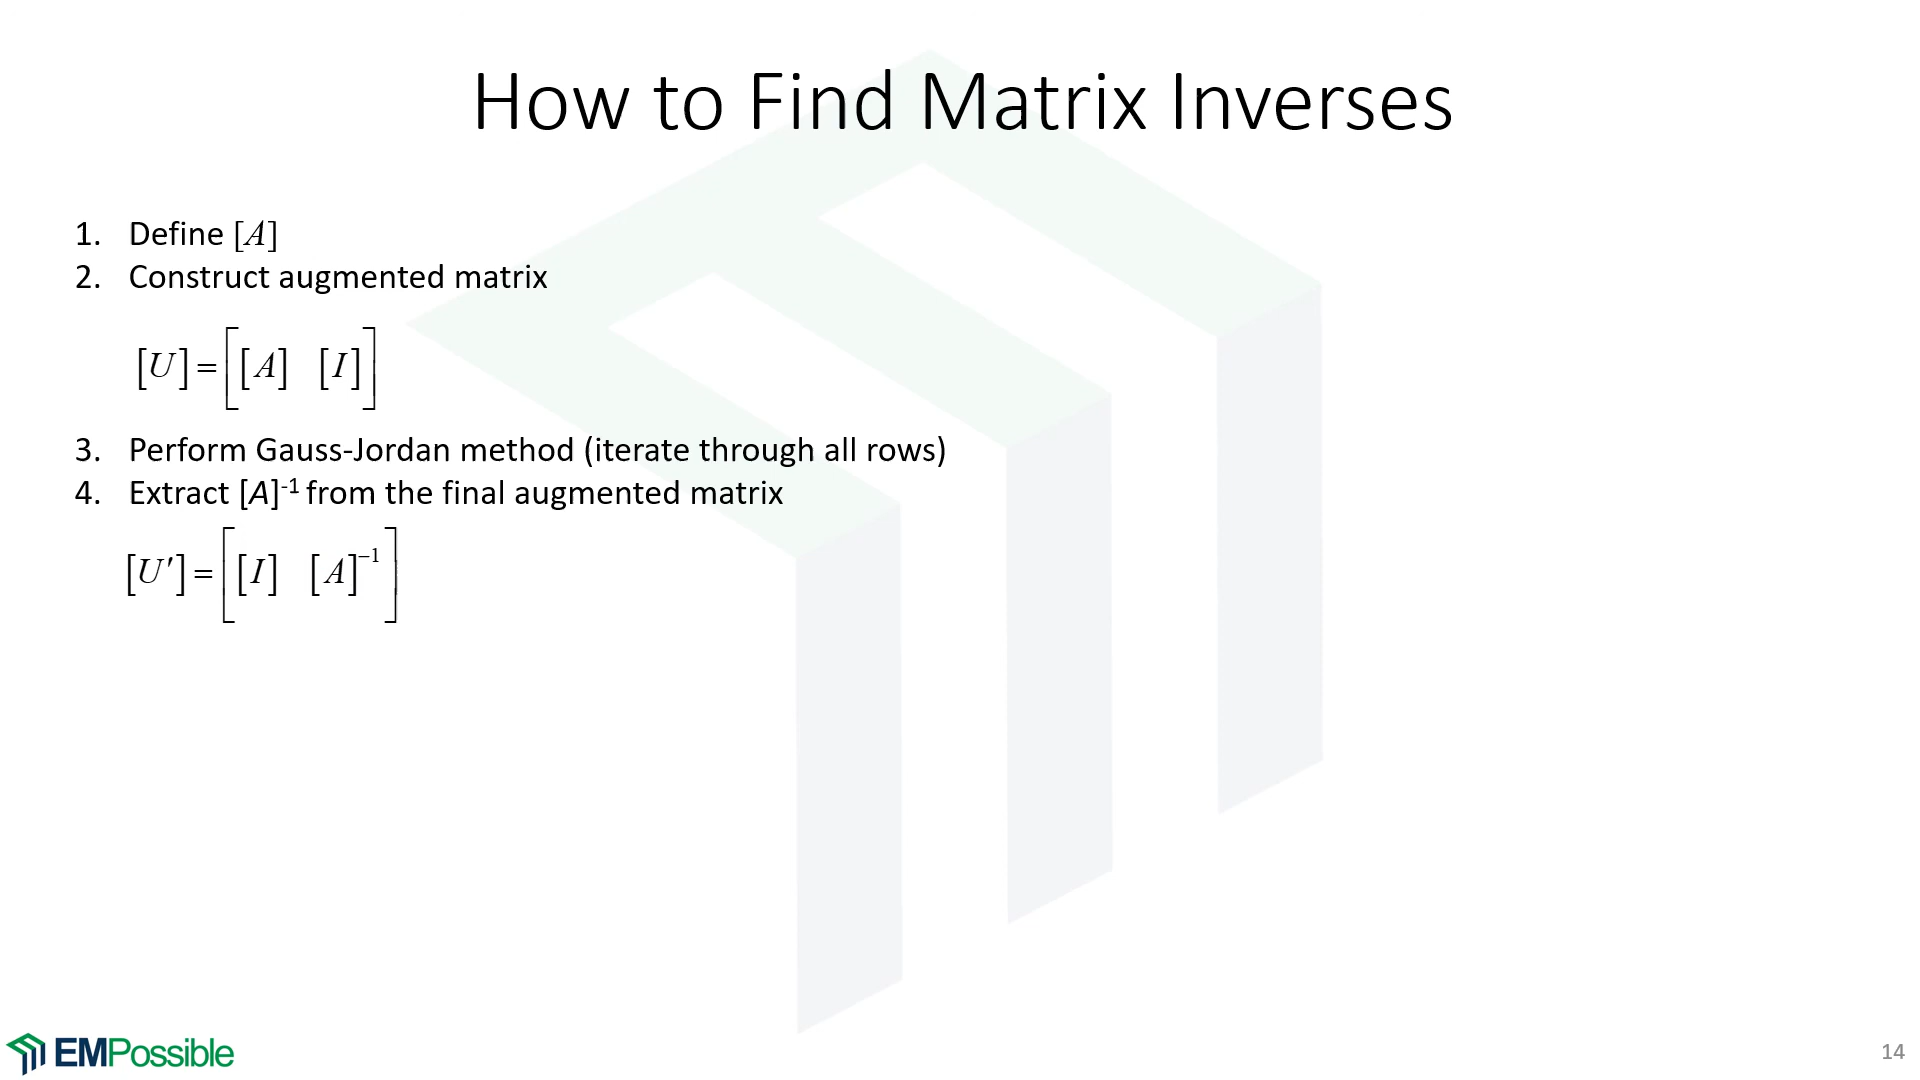 How to Find Matrix Inverses
1. Define [A]
2. Construct augmented matrix
[U] = [[A] [I]]
3. Perform Gauss-Jordan method (iterate through all rows)
4. Extract [A]⁻¹ from the final augmented matrix
[U′] = [[I] [A]⁻¹]
EMPossible
14